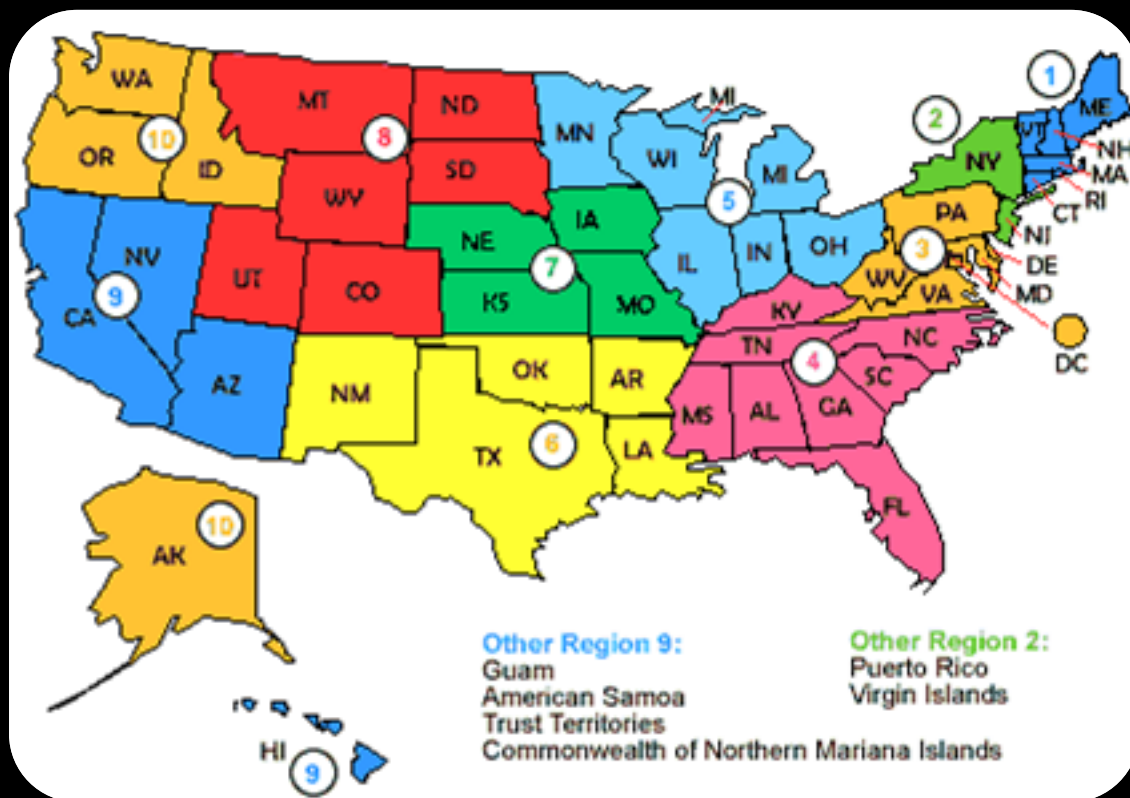 1
MI
2
ME
WA
MT
ND
MN
VT
NH
10
8
OR
ID
SD
WI
MI
NY
MA
RI
CT
WY
5
PA
NJ
NV
UT
CO
NE
IA
7
IL
IN
OH
3
WV
VA
DE
MD
9
CA
KS
MO
KY
DC
AZ
NM
OK
AR
TN
4
NC
SC
MS
AL
GA
TX
6
LA
FL
10
AK
HI
9
Other Region 9:
Guam
American Samoa
Trust Territories
Commonwealth of Northern Mariana Islands
Other Region 2:
Puerto Rico
Virgin Islands